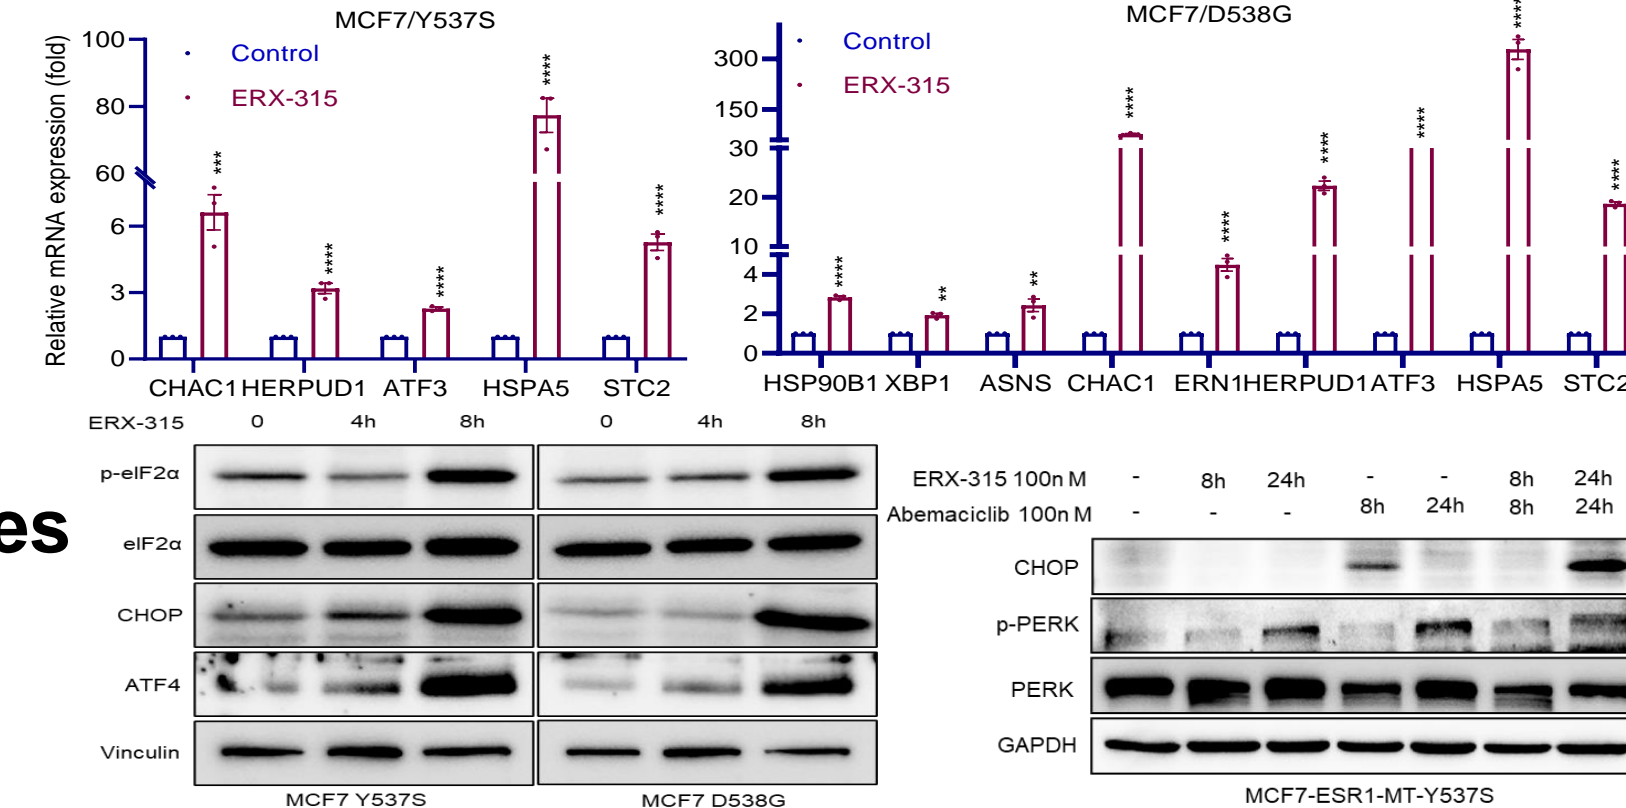 MCF7/Y537S
Relative mRNA expression (fold)
100
80
60
6
3
0
Control
ERX-315
***
****
****
****
****
CHAC1 HERPUD1 ATF3 HSPA5 STC2
MCF7/D538G
300
150
30
20
10
4
2
0
Control
ERX-315
****
**
**
****
****
****
****
****
****
HSP90B1 XBP1 ASNS CHAC1 ERN1 HERPUD1 ATF3 HSPA5 STC2
es
ERX-315 0 4h 8h 0 4h 8h
p-eIF2α
eIF2α
CHOP
ATF4
Vinculin
MCF7 Y537S MCF7 D538G
ERX-315 100n M - 8h 24h - - 8h 24h
Abemaciclib 100n M - - - 8h 24h 8h 24h
CHOP
p-PERK
PERK
GAPDH
MCF7-ESR1-MT-Y537S